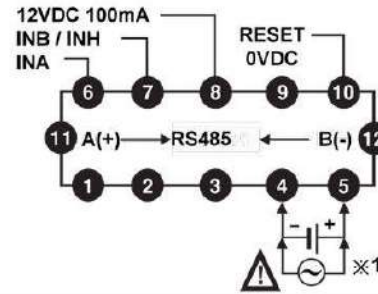 12VDC 100mA
INB / INH
INA
RESET
0VDC
6 7 8 9 10
11 A(+) RS485 B(-) 12
1 2 3 4 5
- +
※1